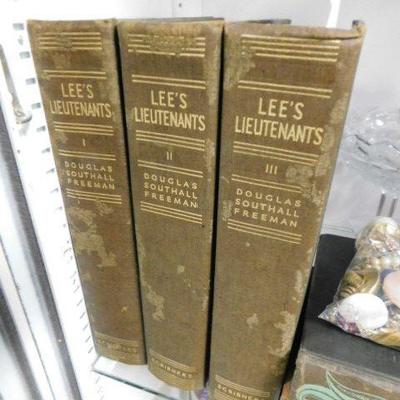 LEE'S
LIEUTENANTS
I
DOUGLAS
SOUTHALL
FREEMAN
SCRIBNERS
LEE'S
LIEUTENANTS
II
DOUGLAS
SOUTHALL
FREEMAN
SCRIBNERS
LEE'S
LIEUTENANTS
III
DOUGLAS
SOUTHALL
FREEMAN
SCRIBNERS